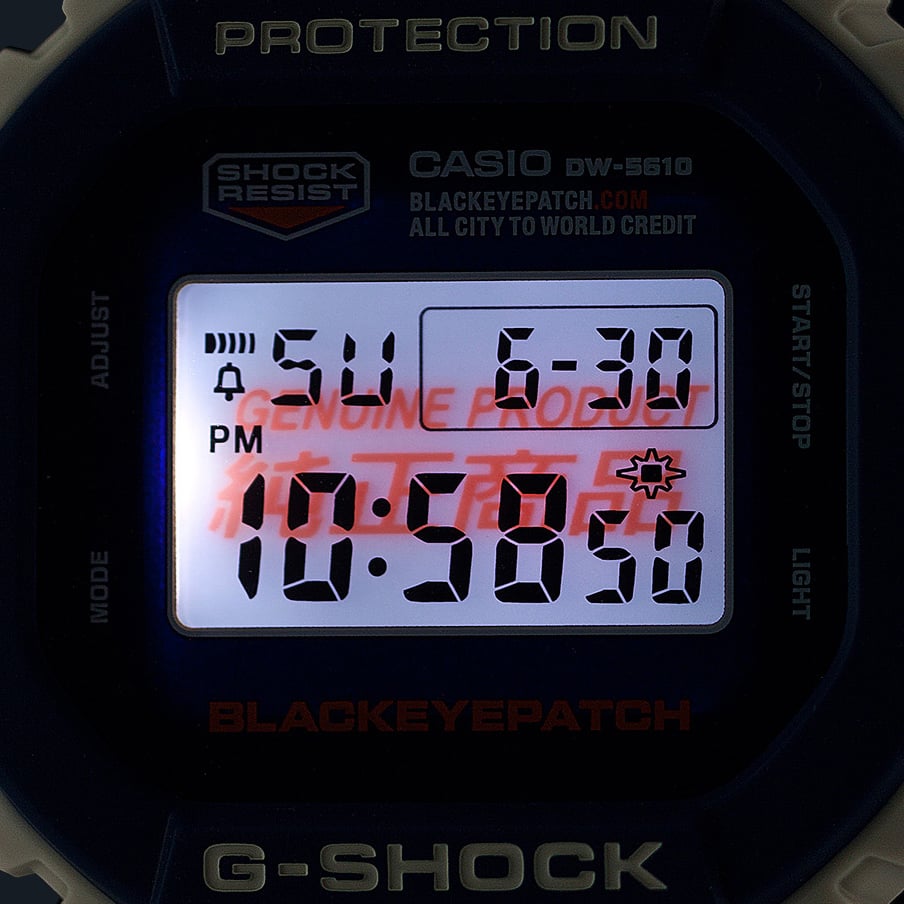 PROTECTION
SHOCK
RESIST
CASIO DW-5610
BLACKEYEPATCH.COM
ALL CITY TO WORLD CREDIT
ADJUST
START/STOP
SU 6-30
GENUINE PRODUCT
PM
純正商品
10:58 50
MODE
LIGHT
BLACKEYEPATCH
G-SHOCK